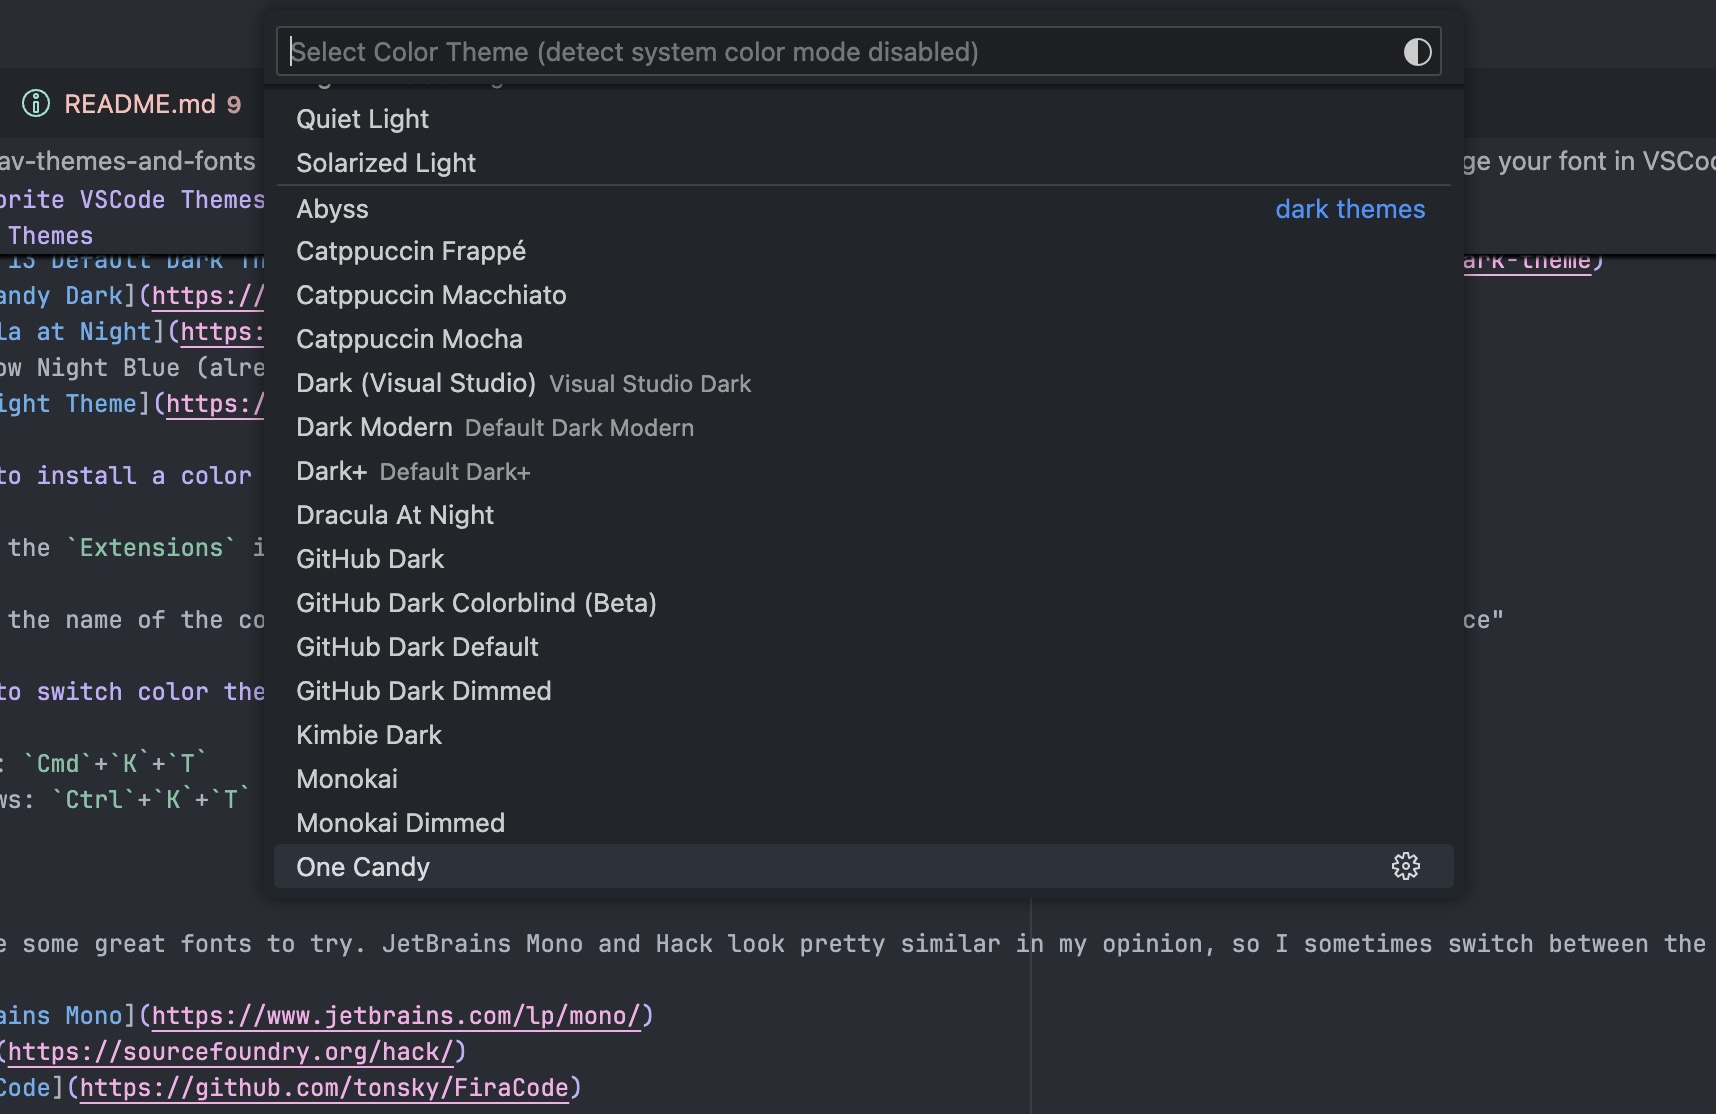 Select Color Theme (detect system color mode disabled)
README.md 9
Quiet Light
av-themes-and-fonts
ge your font in VSCo
Solarized Light
orite VSCode Themes
Abyss
dark themes
Themes
Catppuccin Frappé
13 Default Dark Th
ark-theme)
andy Dark](https://
Catppuccin Macchiato
la at Night](https:
Catppuccin Mocha
ow Night Blue (alre
Dark (Visual Studio) Visual Studio Dark
ight Theme](https:/
Dark Modern Default Dark Modern
to install a color
Dark+ Default Dark+
Dracula At Night
the `Extensions` i
GitHub Dark
the name of the co
ce"
GitHub Dark Colorblind (Beta)
GitHub Dark Default
to switch color the
GitHub Dark Dimmed
Kimbie Dark
: `Cmd`+`K`+`T`
Monokai
ws: `Ctrl`+`K`+`T`
Monokai Dimmed
One Candy
e some great fonts to try. JetBrains Mono and Hack look pretty similar in my opinion, so I sometimes switch between the
ains Mono](https://www.jetbrains.com/lp/mono/)
(https://sourcefoundry.org/hack/)
Code](https://github.com/tonsky/FiraCode)